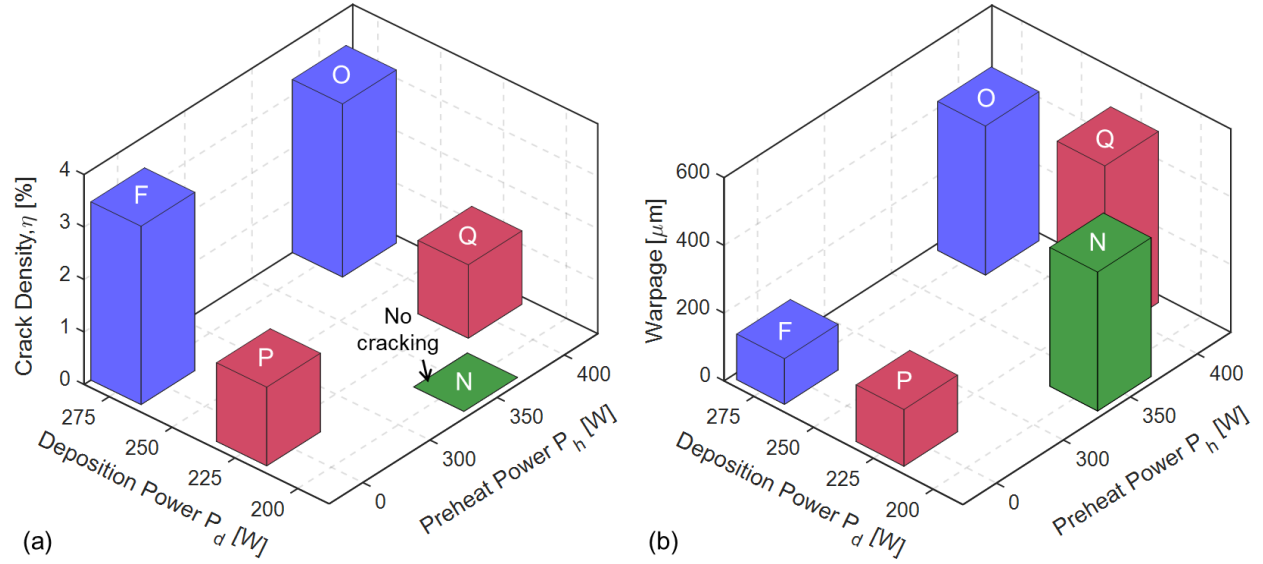 O
F
Q
P
N
No
cracking
4
3
2
1
0
Crack Density,η [%]
275
250
225
200
Deposition Power P_d [W]
0
300
350
400
Preheat Power P_h [W]
(a)
O
Q
N
F
P
600
400
200
0
Warpage [μm]
275
250
225
200
Deposition Power P_d [W]
0
300
350
400
Preheat Power P_h [W]
(b)